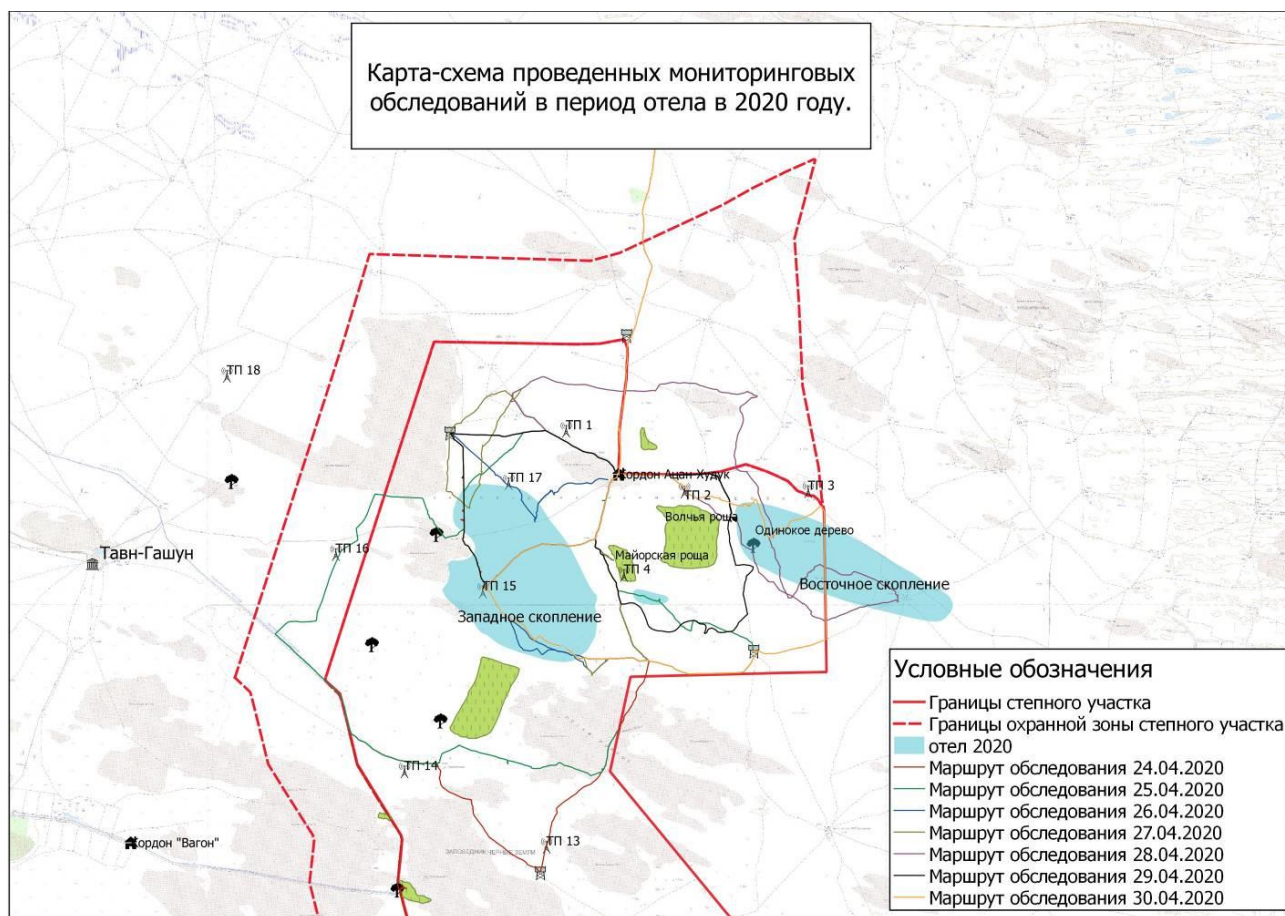 Карта-схема проведенных мониторинговых
обследований в период отела в 2020 году.
ТП 18
ТП 1
ТП 17
Кордон Ацан-Худук
ТП 2
ТП 3
Волчья роща
Одинокое дерево
Тавн-Гашун
ТП 16
Майорская роща
ТП 4
ТП 15
Восточное скопление
Западное скопление
ТП 14
Кордон "Вагон"
ТП 13
ЗАПОВЕДНИК ЧЕРНЫЕ ЗЕМЛИ
Условные обозначения
Границы степного участка
Границы охранной зоны степного участка
отел 2020
Маршрут обследования 24.04.2020
Маршрут обследования 25.04.2020
Маршрут обследования 26.04.2020
Маршрут обследования 27.04.2020
Маршрут обследования 28.04.2020
Маршрут обследования 29.04.2020
Маршрут обследования 30.04.2020